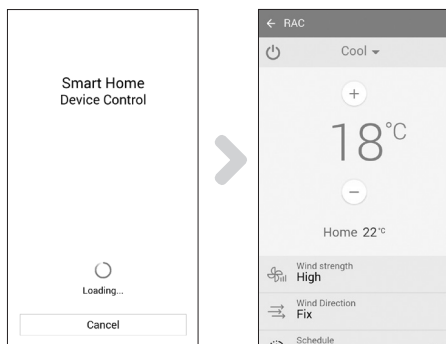 Smart Home
Device Control
Loading...
Cancel
← RAC
Cool
+
18°C
−
Home 22°C
Wind strength
High
Wind Direction
Fix
Schedule